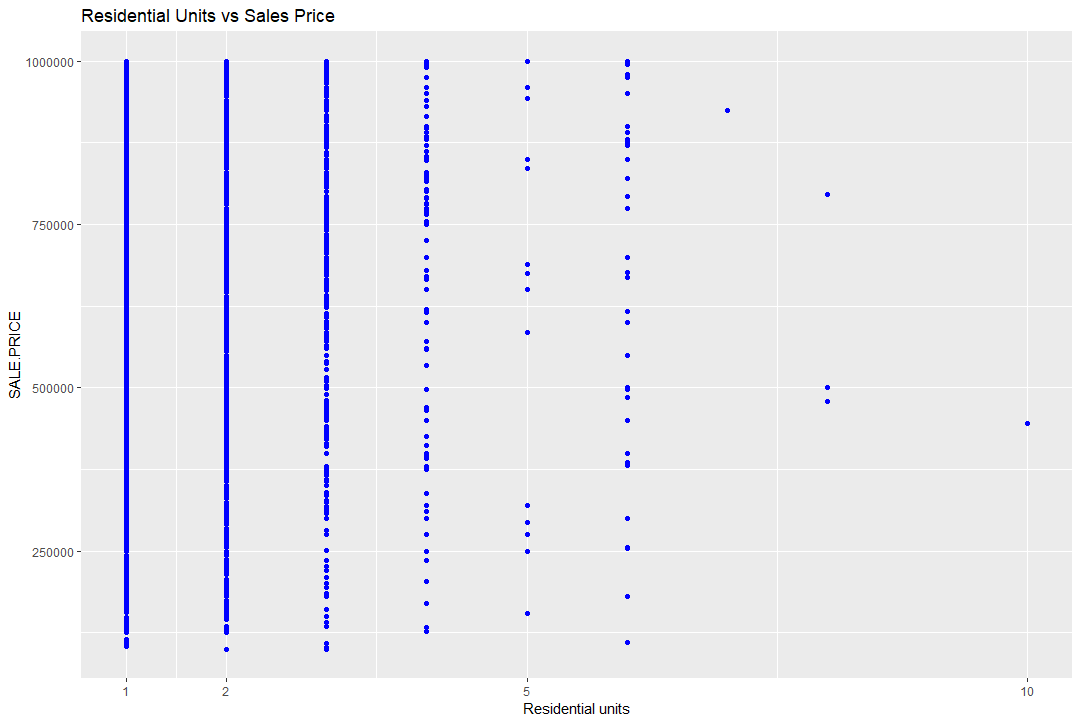 Residential Units vs Sales Price
SALE.PRICE
1000000
750000
500000
250000
1 2 5 10
Residential units